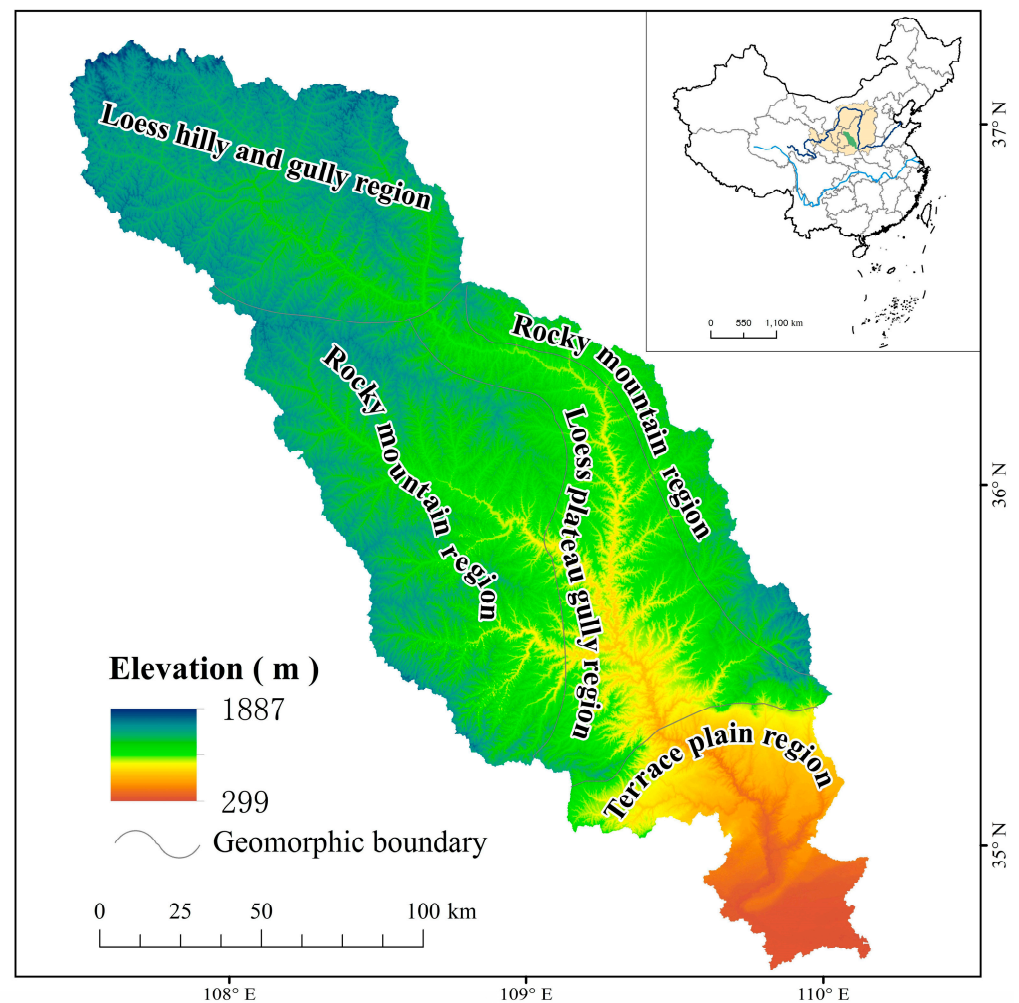 Loess hilly and gully region
Rocky mountain region
Rocky mountain region
Loess plateau gully region
Terrace plain region
0 550 1,100 km
37° N
36° N
35° N
Elevation ( m )
1887
299
Geomorphic boundary
0 25 50 100 km
108° E 109° E 110° E